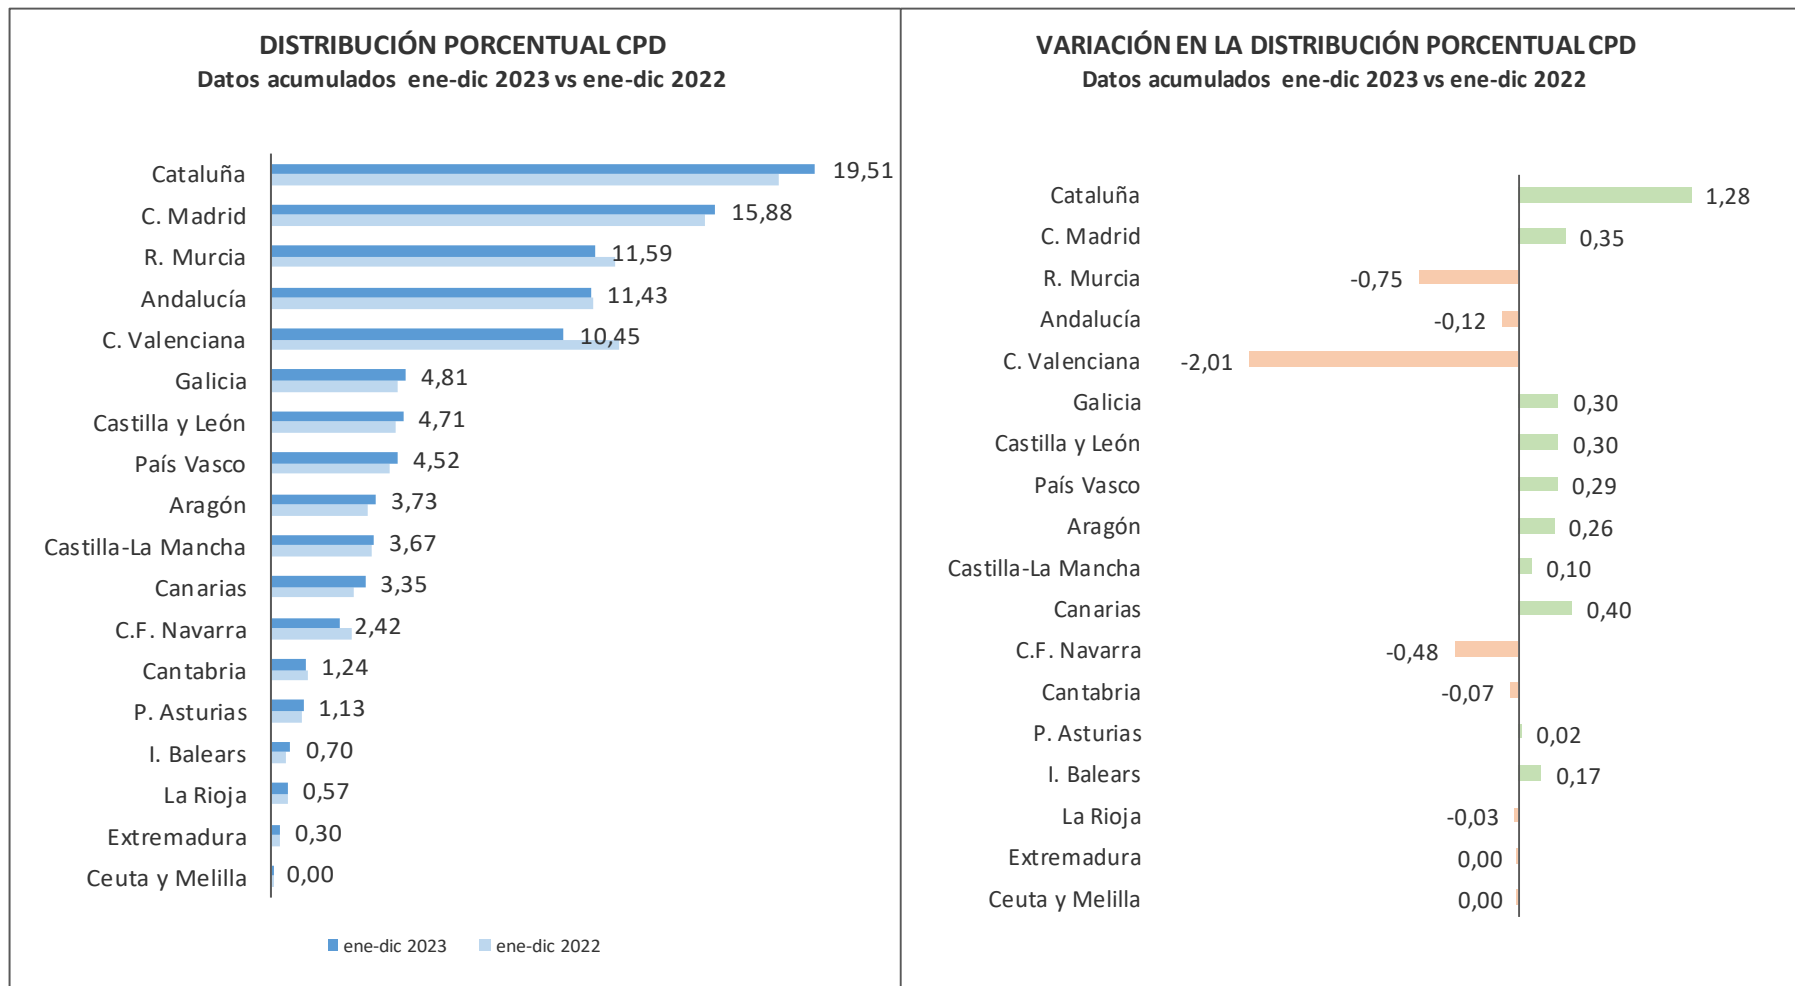 DISTRIBUCIÓN PORCENTUAL CPD
Datos acumulados ene-dic 2023 vs ene-dic 2022
Cataluña 19,51
C. Madrid 15,88
R. Murcia 11,59
Andalucía 11,43
C. Valenciana 10,45
Galicia 4,81
Castilla y León 4,71
País Vasco 4,52
Aragón 3,73
Castilla-La Mancha 3,67
Canarias 3,35
C.F. Navarra 2,42
Cantabria 1,24
P. Asturias 1,13
I. Balears 0,70
La Rioja 0,57
Extremadura 0,30
Ceuta y Melilla 0,00
ene-dic 2023 ene-dic 2022
VARIACIÓN EN LA DISTRIBUCIÓN PORCENTUAL CPD
Datos acumulados ene-dic 2023 vs ene-dic 2022
Cataluña 1,28
C. Madrid 0,35
R. Murcia -0,75
Andalucía -0,12
C. Valenciana -2,01
Galicia 0,30
Castilla y León 0,30
País Vasco 0,29
Aragón 0,26
Castilla-La Mancha 0,10
Canarias 0,40
C.F. Navarra -0,48
Cantabria -0,07
P. Asturias 0,02
I. Balears 0,17
La Rioja -0,03
Extremadura 0,00
Ceuta y Melilla 0,00